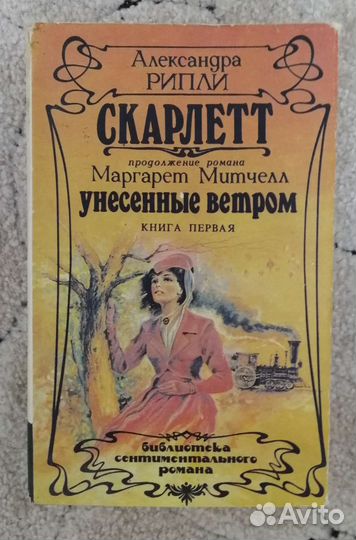 Александра
РИПЛИ
СКАРЛЕТТ
продолжение романа
Маргарет Митчелл
УНЕСЕННЫЕ ВЕТРОМ
КНИГА ПЕРВАЯ
библиотека
сентиментального
романа
Avito